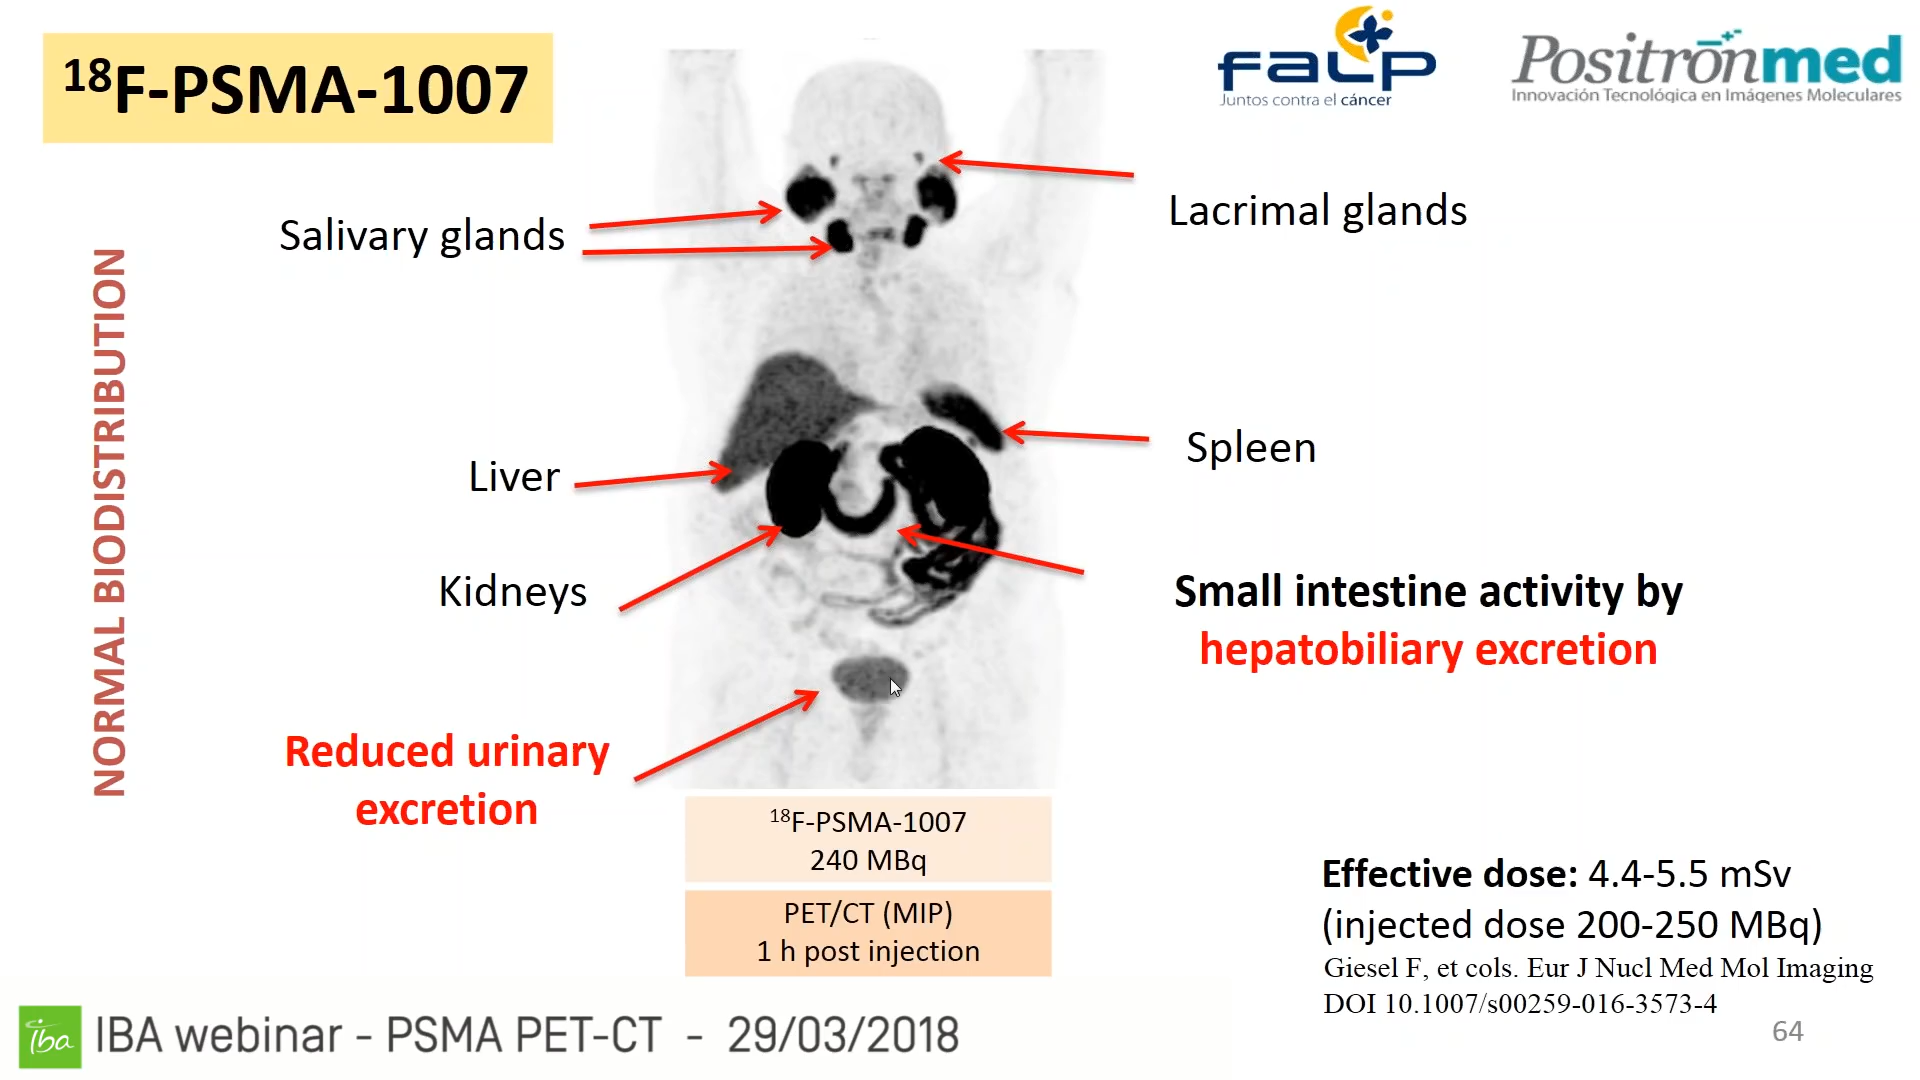 18F-PSMA-1007
falp
Juntos contra el cáncer
Positronmed
Innovación Tecnológica en Imágenes Moleculares
NORMAL BIODISTRIBUTION
Salivary glands
Lacrimal glands
Liver
Spleen
Kidneys
Small intestine activity by
hepatobiliary excretion
Reduced urinary
excretion
18F-PSMA-1007
240 MBq
PET/CT (MIP)
1 h post injection
Effective dose: 4.4-5.5 mSv
(injected dose 200-250 MBq)
Giesel F, et cols. Eur J Nucl Med Mol Imaging
DOI 10.1007/s00259-016-3573-4
iba
IBA webinar - PSMA PET-CT - 29/03/2018
64